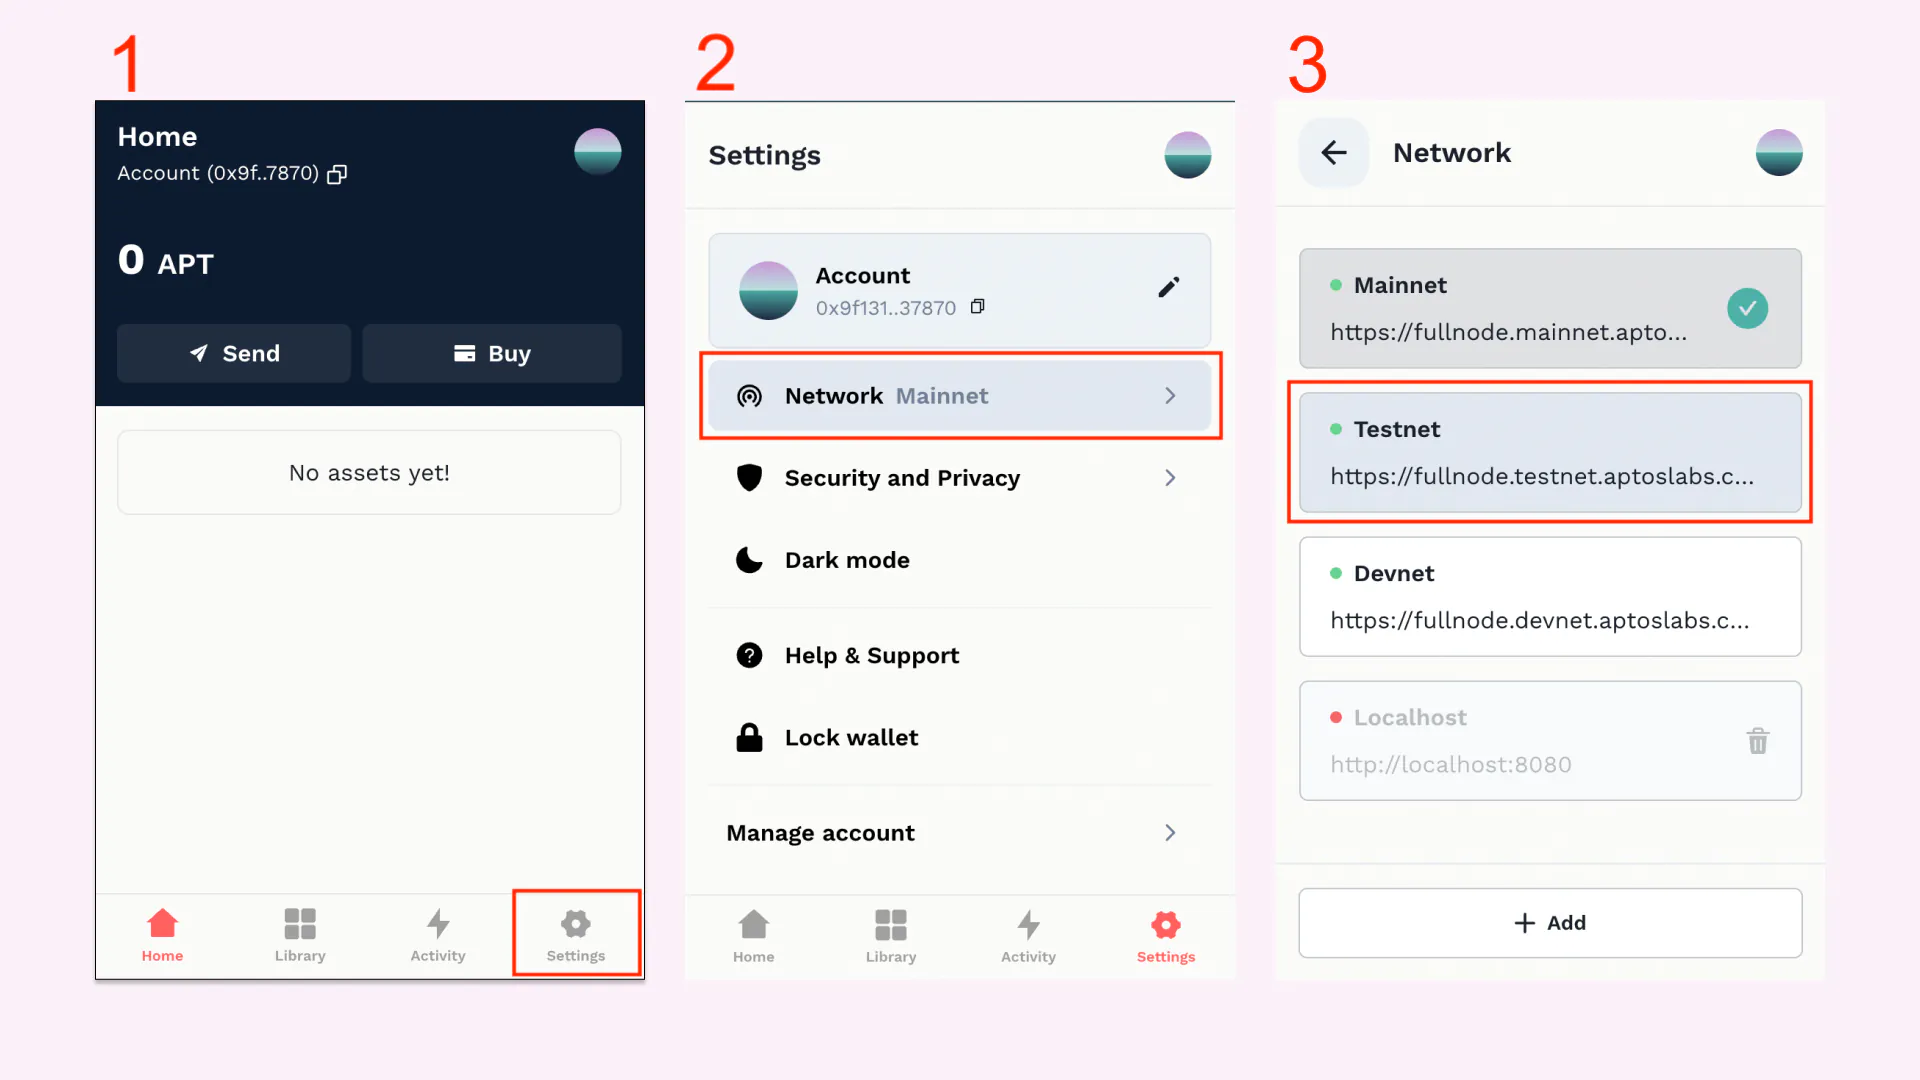 1
Home
Account (0x9f..7870)
0 APT
Send
Buy
No assets yet!
Home
Library
Activity
Settings
2
Settings
Account
0x9f131..37870
Network Mainnet
Security and Privacy
Dark mode
Help & Support
Lock wallet
Manage account
Home
Library
Activity
Settings
3
Network
Mainnet
https://fullnode.mainnet.apto...
Testnet
https://fullnode.testnet.aptoslabs.c...
Devnet
https://fullnode.devnet.aptoslabs.c...
Localhost
http://localhost:8080
+ Add